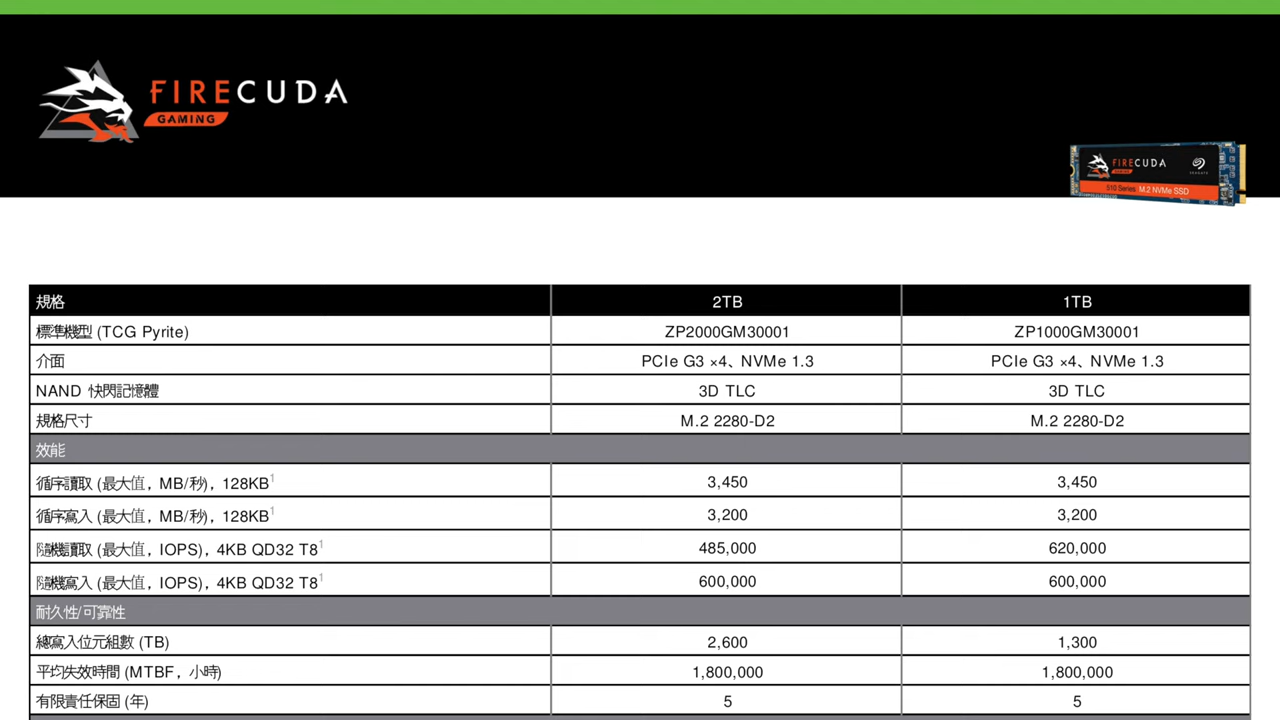 FIRECUDA
GAMING
FIRECUDA
SEAGATE
510 Series M.2 NVMe SSD
規格 2TB 1TB
標準機型 (TCG Pyrite) ZP2000GM30001 ZP1000GM30001
介面 PCIe G3 ×4、NVMe 1.3 PCIe G3 ×4、NVMe 1.3
NAND 快閃記憶體 3D TLC 3D TLC
規格尺寸 M.2 2280-D2 M.2 2280-D2
效能
循序讀取 (最大值，MB/秒)，128KB¹ 3,450 3,450
循序寫入 (最大值，MB/秒)，128KB¹ 3,200 3,200
隨機讀取 (最大值，IOPS)，4KB QD32 T8¹ 485,000 620,000
隨機寫入 (最大值，IOPS)，4KB QD32 T8¹ 600,000 600,000
耐久性/可靠性
總寫入位元組數 (TB) 2,600 1,300
平均失效時間 (MTBF，小時) 1,800,000 1,800,000
有限責任保固 (年) 5 5